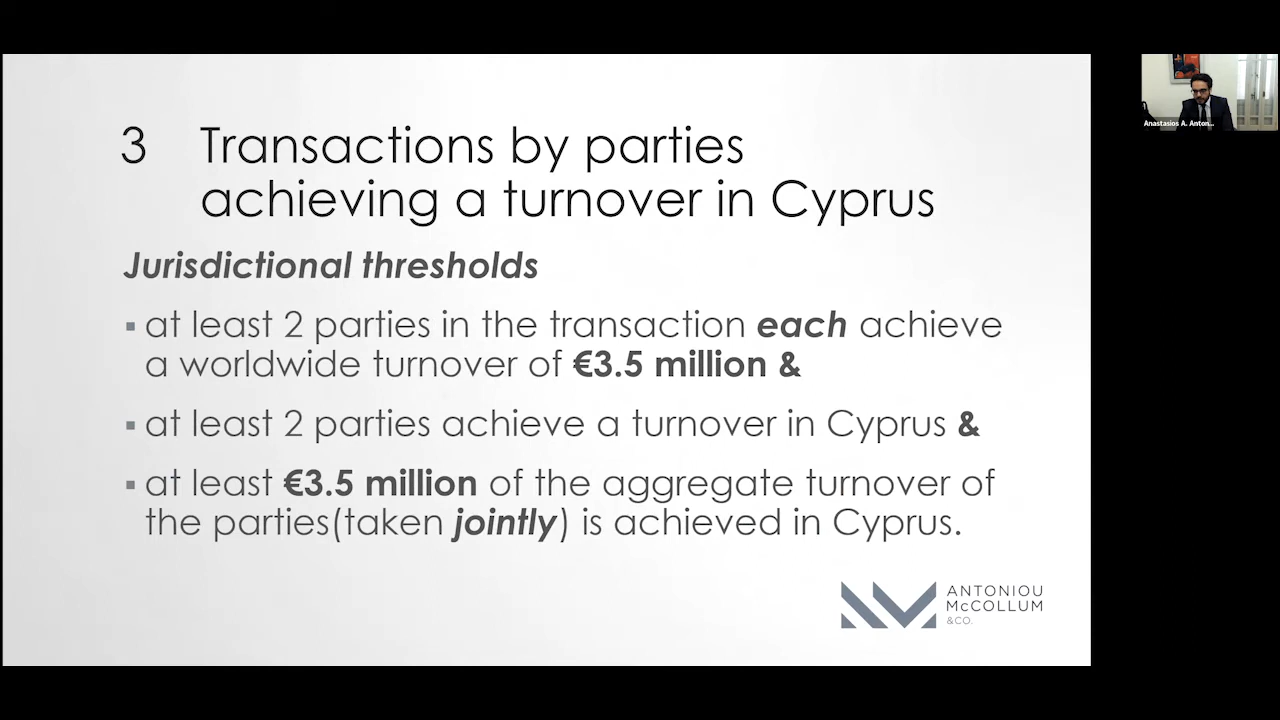 3 Transactions by parties
achieving a turnover in Cyprus
Jurisdictional thresholds
▪ at least 2 parties in the transaction each achieve
a worldwide turnover of €3.5 million &
▪ at least 2 parties achieve a turnover in Cyprus &
▪ at least €3.5 million of the aggregate turnover of
the parties(taken jointly) is achieved in Cyprus.
ANTONIOU
McCOLLUM
&CO.
Anastasios A. Anton...